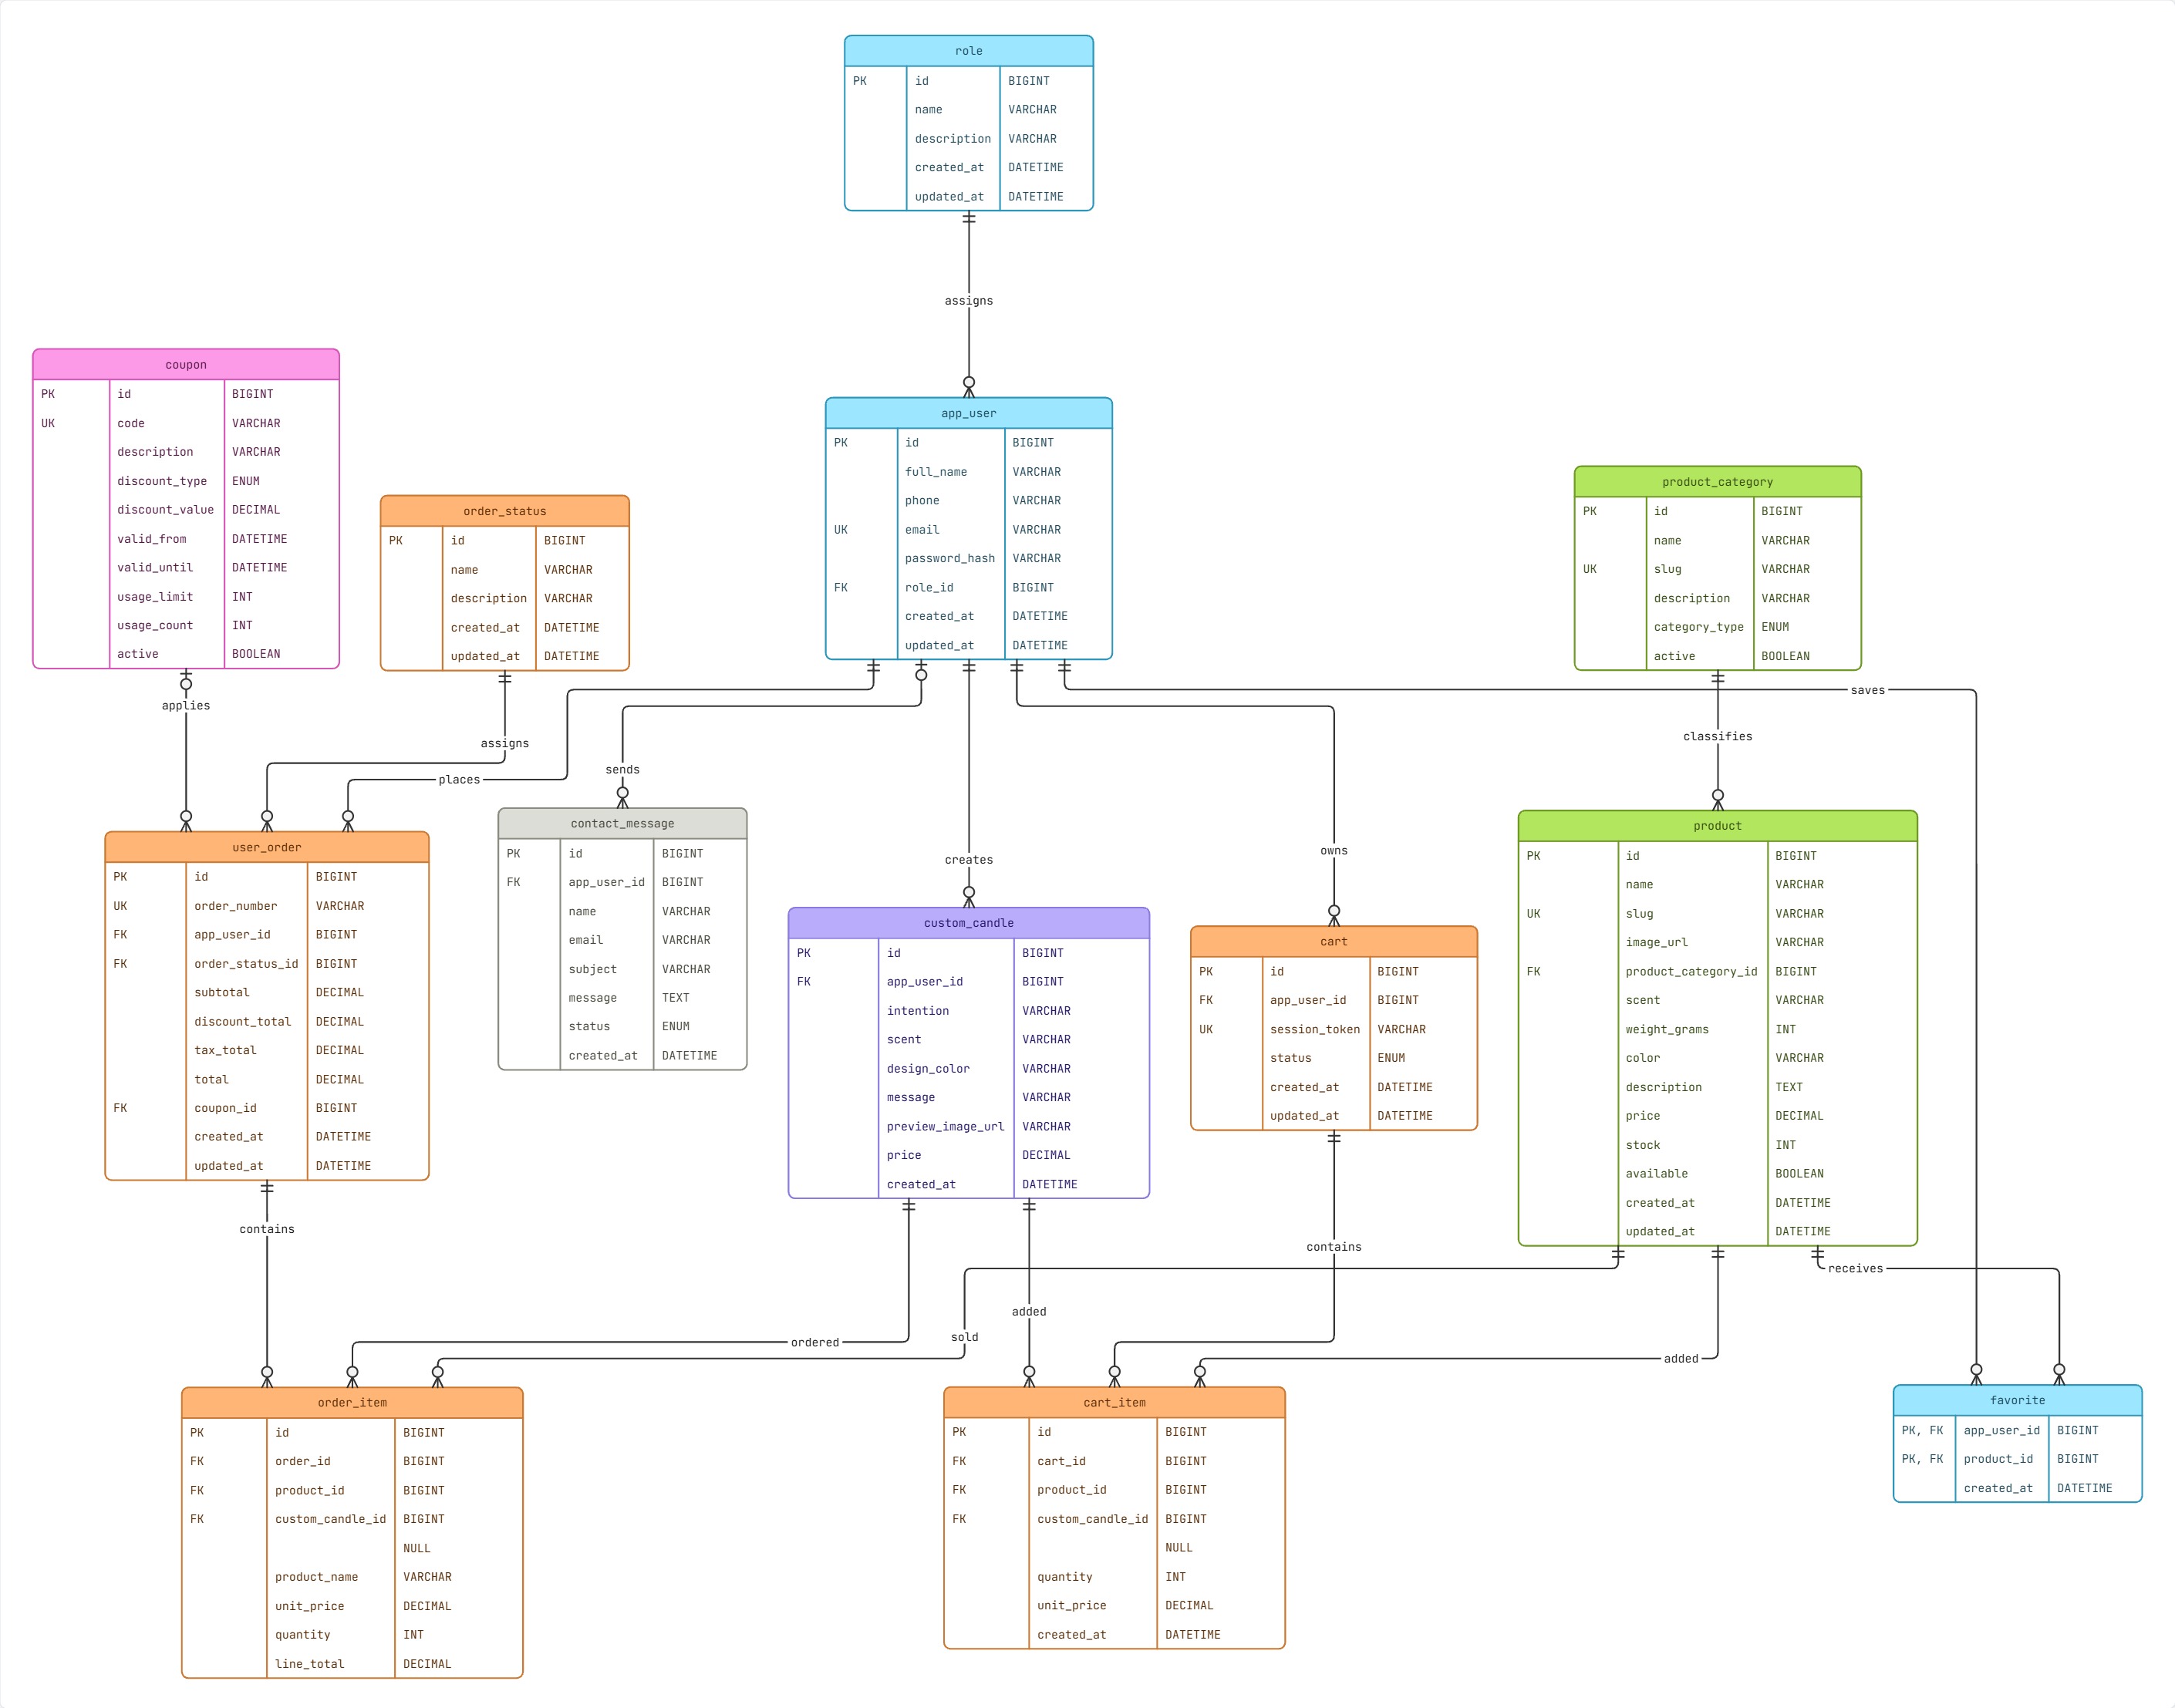 role
PK id BIGINT
name VARCHAR
description VARCHAR
created_at DATETIME
updated_at DATETIME
assigns
coupon
PK id BIGINT
UK code VARCHAR
description VARCHAR
discount_type ENUM
discount_value DECIMAL
valid_from DATETIME
valid_until DATETIME
usage_limit INT
usage_count INT
active BOOLEAN
order_status
PK id BIGINT
name VARCHAR
description VARCHAR
created_at DATETIME
updated_at DATETIME
app_user
PK id BIGINT
full_name VARCHAR
phone VARCHAR
UK email VARCHAR
password_hash VARCHAR
FK role_id BIGINT
created_at DATETIME
updated_at DATETIME
product_category
PK id BIGINT
name VARCHAR
UK slug VARCHAR
description VARCHAR
category_type ENUM
active BOOLEAN
applies
assigns
places
sends
creates
owns
classifies
saves
user_order
PK id BIGINT
UK order_number VARCHAR
FK app_user_id BIGINT
FK order_status_id BIGINT
subtotal DECIMAL
discount_total DECIMAL
tax_total DECIMAL
total DECIMAL
FK coupon_id BIGINT
created_at DATETIME
updated_at DATETIME
contact_message
PK id BIGINT
FK app_user_id BIGINT
name VARCHAR
email VARCHAR
subject VARCHAR
message TEXT
status ENUM
created_at DATETIME
custom_candle
PK id BIGINT
FK app_user_id BIGINT
intention VARCHAR
scent VARCHAR
design_color VARCHAR
message VARCHAR
preview_image_url VARCHAR
price DECIMAL
created_at DATETIME
cart
PK id BIGINT
FK app_user_id BIGINT
UK session_token VARCHAR
status ENUM
created_at DATETIME
updated_at DATETIME
product
PK id BIGINT
name VARCHAR
UK slug VARCHAR
image_url VARCHAR
FK product_category_id BIGINT
scent VARCHAR
weight_grams INT
color VARCHAR
description TEXT
price DECIMAL
stock INT
available BOOLEAN
created_at DATETIME
updated_at DATETIME
contains
ordered
sold
added
contains
added
receives
order_item
PK id BIGINT
FK order_id BIGINT
FK product_id BIGINT
FK custom_candle_id BIGINT
NULL
product_name VARCHAR
unit_price DECIMAL
quantity INT
line_total DECIMAL
cart_item
PK id BIGINT
FK cart_id BIGINT
FK product_id BIGINT
FK custom_candle_id BIGINT
NULL
quantity INT
unit_price DECIMAL
created_at DATETIME
favorite
PK, FK app_user_id BIGINT
PK, FK product_id BIGINT
created_at DATETIME